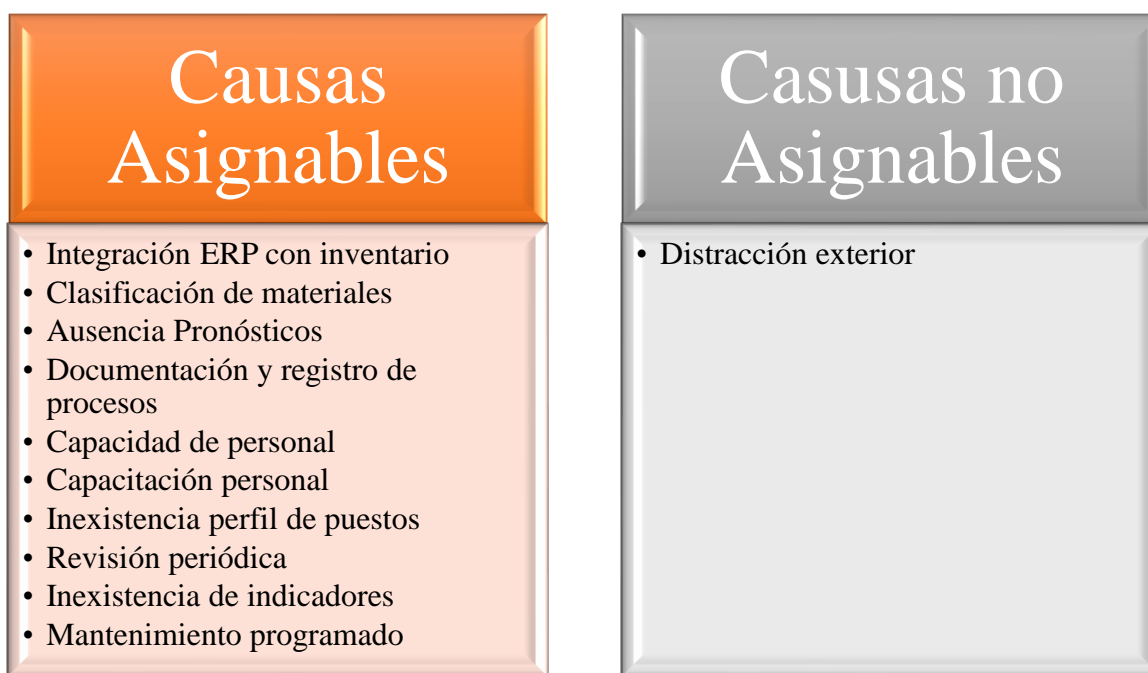 Causas
Asignables
• Integración ERP con inventario
• Clasificación de materiales
• Ausencia Pronósticos
• Documentación y registro de
procesos
• Capacidad de personal
• Capacitación personal
• Inexistencia perfil de puestos
• Revisión periódica
• Inexistencia de indicadores
• Mantenimiento programado
Casusas no
Asignables
• Distracción exterior